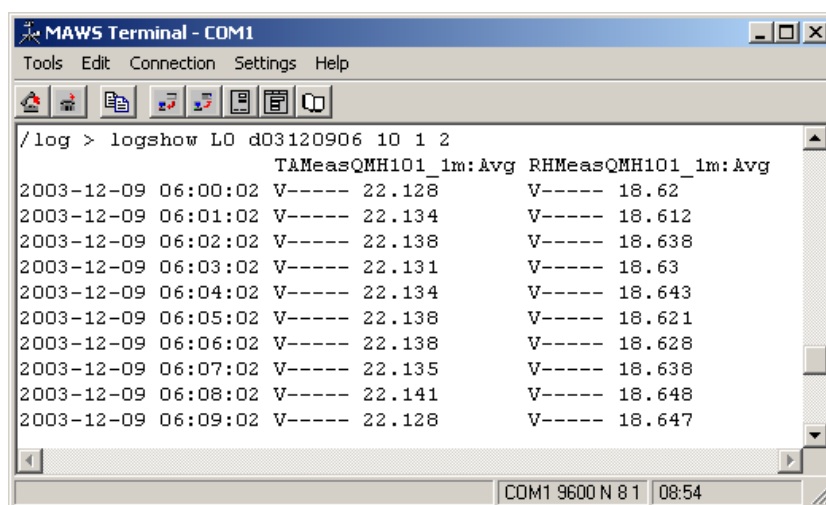 MAWS Terminal - COM1
Tools Edit Connection Settings Help
/log > logshow L0 d03120906 10 1 2
TAMeasQMH101_1m:Avg RHMeasQMH101_1m:Avg
2003-12-09 06:00:02 V----- 22.128 V----- 18.62
2003-12-09 06:01:02 V----- 22.134 V----- 18.612
2003-12-09 06:02:02 V----- 22.138 V----- 18.638
2003-12-09 06:03:02 V----- 22.131 V----- 18.63
2003-12-09 06:04:02 V----- 22.134 V----- 18.643
2003-12-09 06:05:02 V----- 22.138 V----- 18.621
2003-12-09 06:06:02 V----- 22.138 V----- 18.628
2003-12-09 06:07:02 V----- 22.135 V----- 18.638
2003-12-09 06:08:02 V----- 22.141 V----- 18.648
2003-12-09 06:09:02 V----- 22.128 V----- 18.647
COM1 9600 N 8 1 08:54